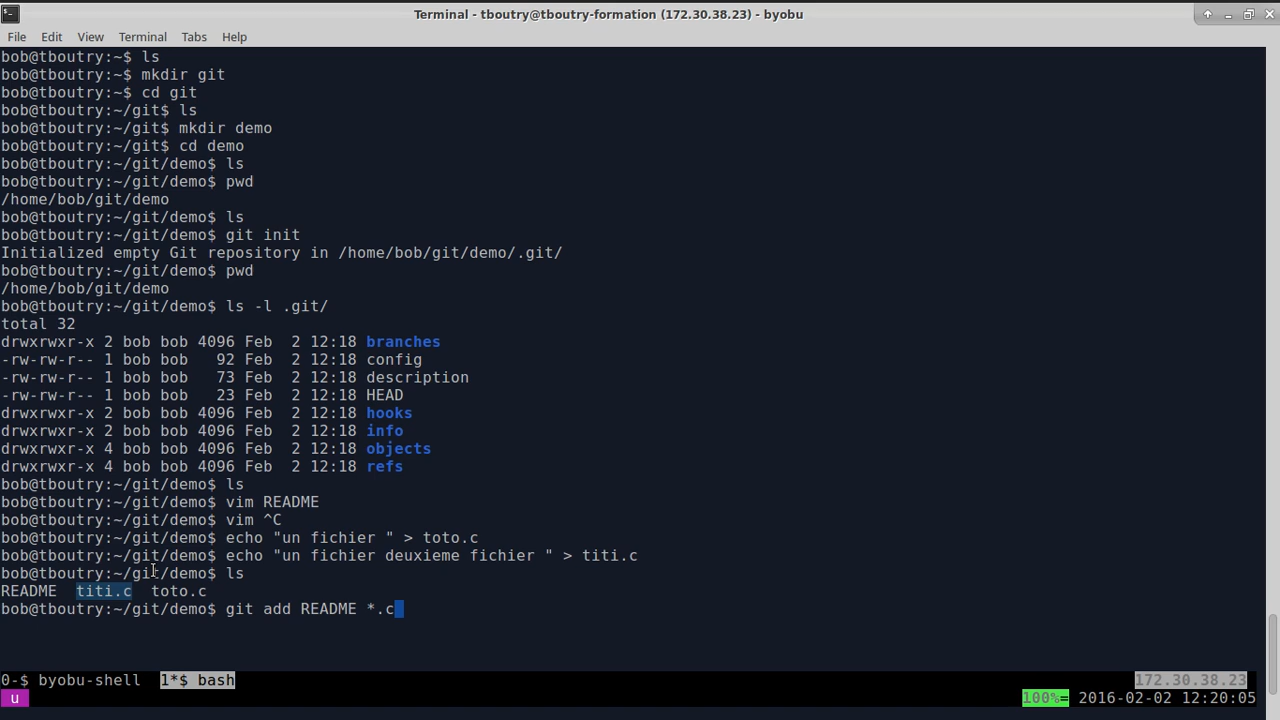 Terminal - tboutry@tboutry-formation (172.30.38.23) - byobu
File Edit View Terminal Tabs Help
bob@tboutry:~$ ls
bob@tboutry:~$ mkdir git
bob@tboutry:~$ cd git
bob@tboutry:~/git$ ls
bob@tboutry:~/git$ mkdir demo
bob@tboutry:~/git$ cd demo
bob@tboutry:~/git/demo$ ls
bob@tboutry:~/git/demo$ pwd
/home/bob/git/demo
bob@tboutry:~/git/demo$ ls
bob@tboutry:~/git/demo$ git init
Initialized empty Git repository in /home/bob/git/demo/.git/
bob@tboutry:~/git/demo$ pwd
/home/bob/git/demo
bob@tboutry:~/git/demo$ ls -l .git/
total 32
drwxrwxr-x 2 bob bob 4096 Feb  2 12:18 branches
-rw-rw-r-- 1 bob bob   92 Feb  2 12:18 config
-rw-rw-r-- 1 bob bob   73 Feb  2 12:18 description
-rw-rw-r-- 1 bob bob   23 Feb  2 12:18 HEAD
drwxrwxr-x 2 bob bob 4096 Feb  2 12:18 hooks
drwxrwxr-x 2 bob bob 4096 Feb  2 12:18 info
drwxrwxr-x 4 bob bob 4096 Feb  2 12:18 objects
drwxrwxr-x 4 bob bob 4096 Feb  2 12:18 refs
bob@tboutry:~/git/demo$ ls
bob@tboutry:~/git/demo$ vim README
bob@tboutry:~/git/demo$ vim ^C
bob@tboutry:~/git/demo$ echo "un fichier " > toto.c
bob@tboutry:~/git/demo$ echo "un fichier deuxieme fichier " > titi.c
bob@tboutry:~/git/demo$ ls
README  titi.c  toto.c
bob@tboutry:~/git/demo$ git add README *.c
0-$ byobu-shell  1*$ bash 172.30.38.23
u 100%= 2016-02-02 12:20:05